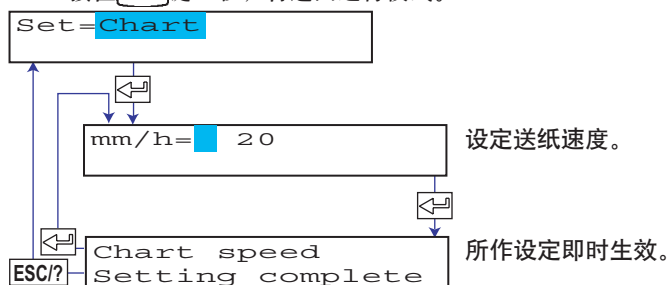 Set=Chart
mm/h= 20
设定送纸速度。
Chart speed
所作设定即时生效。
ESC/?
Setting complete